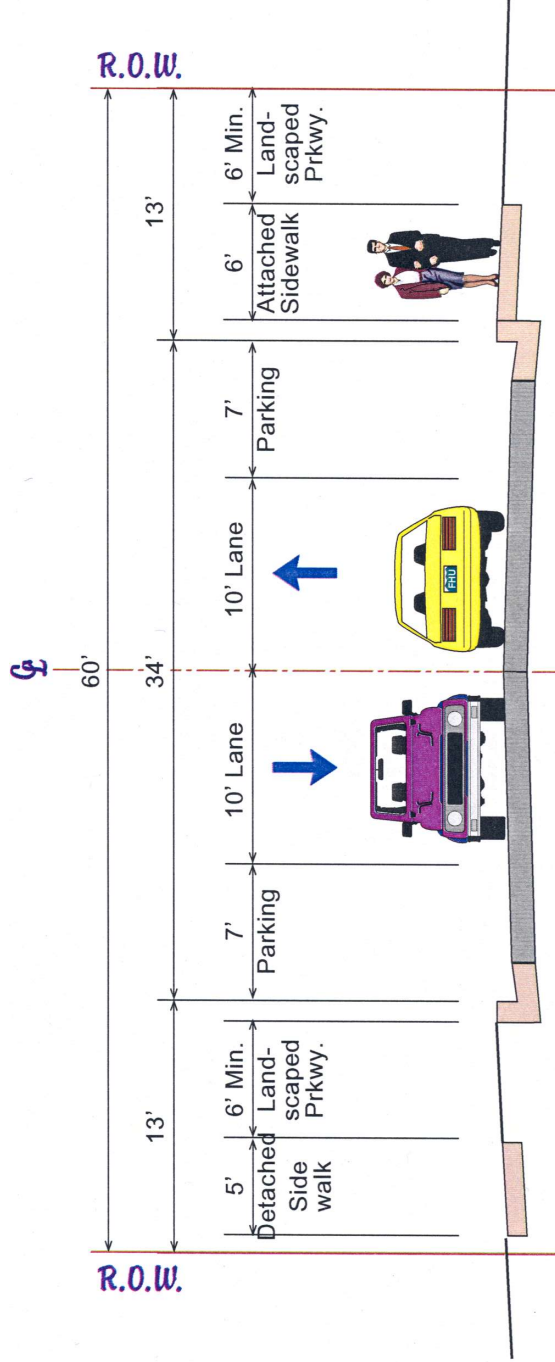 R.O.W.
℄
R.O.W.
60'
13'
34'
13'
5'
Detached
Side
walk
6' Min.
Land-
scaped
Prkwy.
7'
Parking
10' Lane
10' Lane
7'
Parking
6'
Attached
Sidewalk
6' Min.
Land-
scaped
Prkwy.
FHU